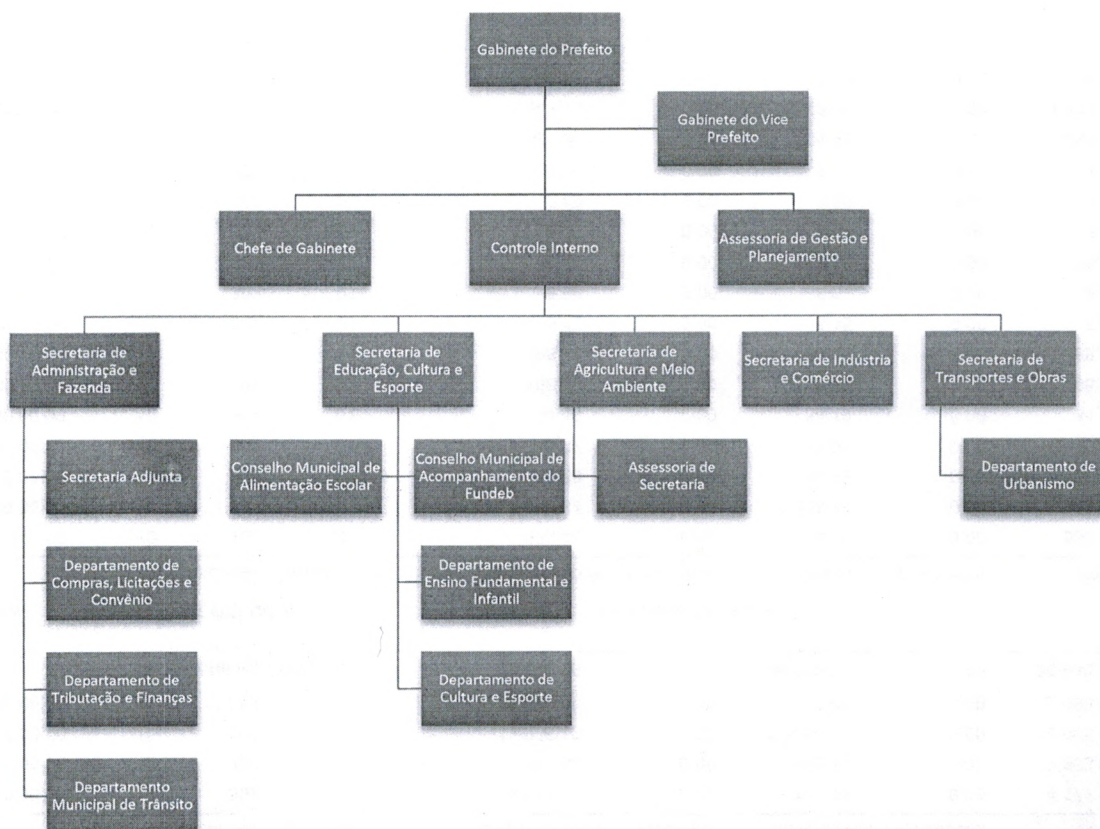 Gabinete do Prefeito
Gabinete do Vice
Prefeito
Chefe de Gabinete
Controle Interno
Assessoria de Gestão e
Planejamento
Secretaria de
Administração e
Fazenda
Secretaria de
Educação, Cultura e
Esporte
Secretaria de
Agricultura e Meio
Ambiente
Secretaria de Indústria
e Comércio
Secretaria de
Transportes e Obras
Secretaria Adjunta
Conselho Municipal de
Alimentação Escolar
Conselho Municipal de
Acompanhamento do
Fundeb
Assessoria de
Secretaria
Departamento de
Urbanismo
Departamento de
Compras, Licitações e
Convênio
Departamento de
Ensino Fundamental e
Infantil
Departamento de
Tributação e Finanças
Departamento de
Cultura e Esporte
Departamento
Municipal de Trânsito